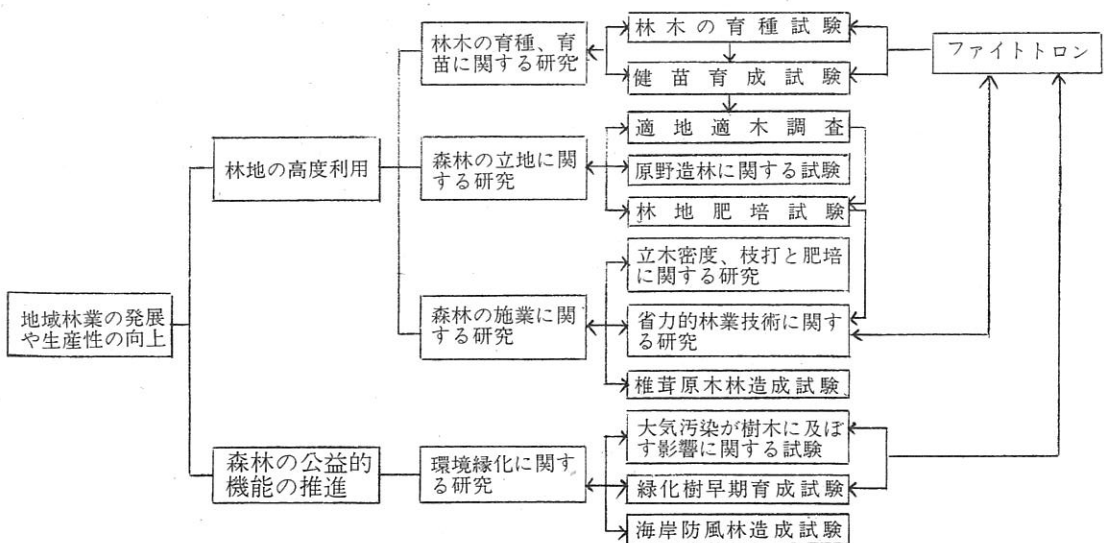 地域林業の発展
や生産性の向上
林地の高度利用
森林の公益的
機能の推進
林木の育種、育
苗に関する研究
森林の立地に関
する研究
森林の施業に関
する研究
環境緑化に関す
る研究
林木の育種試験
健苗育成試験
適地適木調査
原野造林に関する試験
林地肥培試験
立木密度、枝打と肥培
に関する研究
省力的林業技術に関す
る研究
椎茸原木林造成試験
大気汚染が樹木に及ぼ
す影響に関する試験
緑化樹早期育成試験
海岸防風林造成試験
ファイトトロン